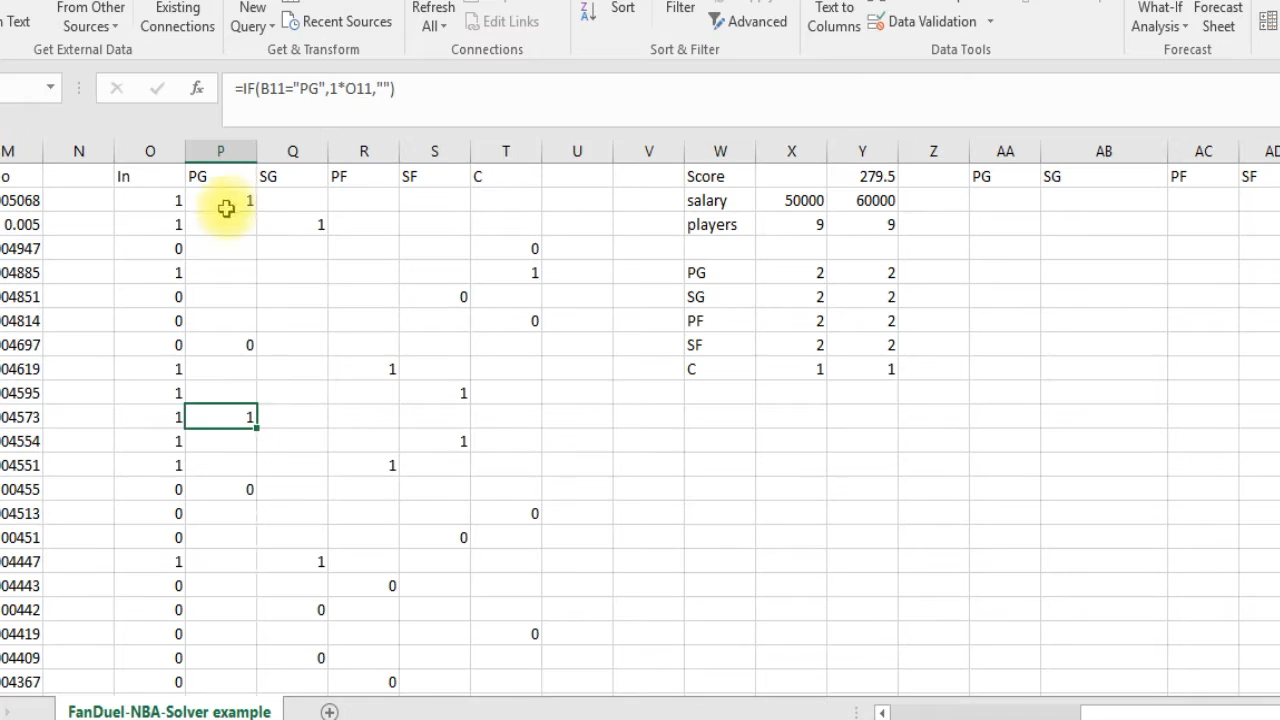 From Other
Existing
New
Refresh
Sort
Filter
Text to
What-If
Forecast
n Text
Sources
Connections
Query
Recent Sources
All
Edit Links
Advanced
Columns
Data Validation
Analysis
Sheet
Get External Data
Get & Transform
Connections
Sort & Filter
Data Tools
Forecast
fx
=IF(B11="PG",1*O11,"")
M N O P Q R S T U V W X Y Z AA AB AC AD
o In PG SG PF SF C Score 279.5 PG SG PF SF
005068 1 1 salary 50000 60000
0.005 1 1 players 9 9
004947 0 0
004885 1 1 PG 2 2
004851 0 0 SG 2 2
004814 0 0 PF 2 2
004697 0 0 SF 2 2
004619 1 1 C 1 1
004595 1 1
004573 1 1
004554 1 1
004551 1 1
00455 0 0
004513 0 0
00451 0 0
004447 1 1
004443 0 0
00442 0 0
004419 0 0
004409 0 0
004367 0 0
FanDuel-NBA-Solver example